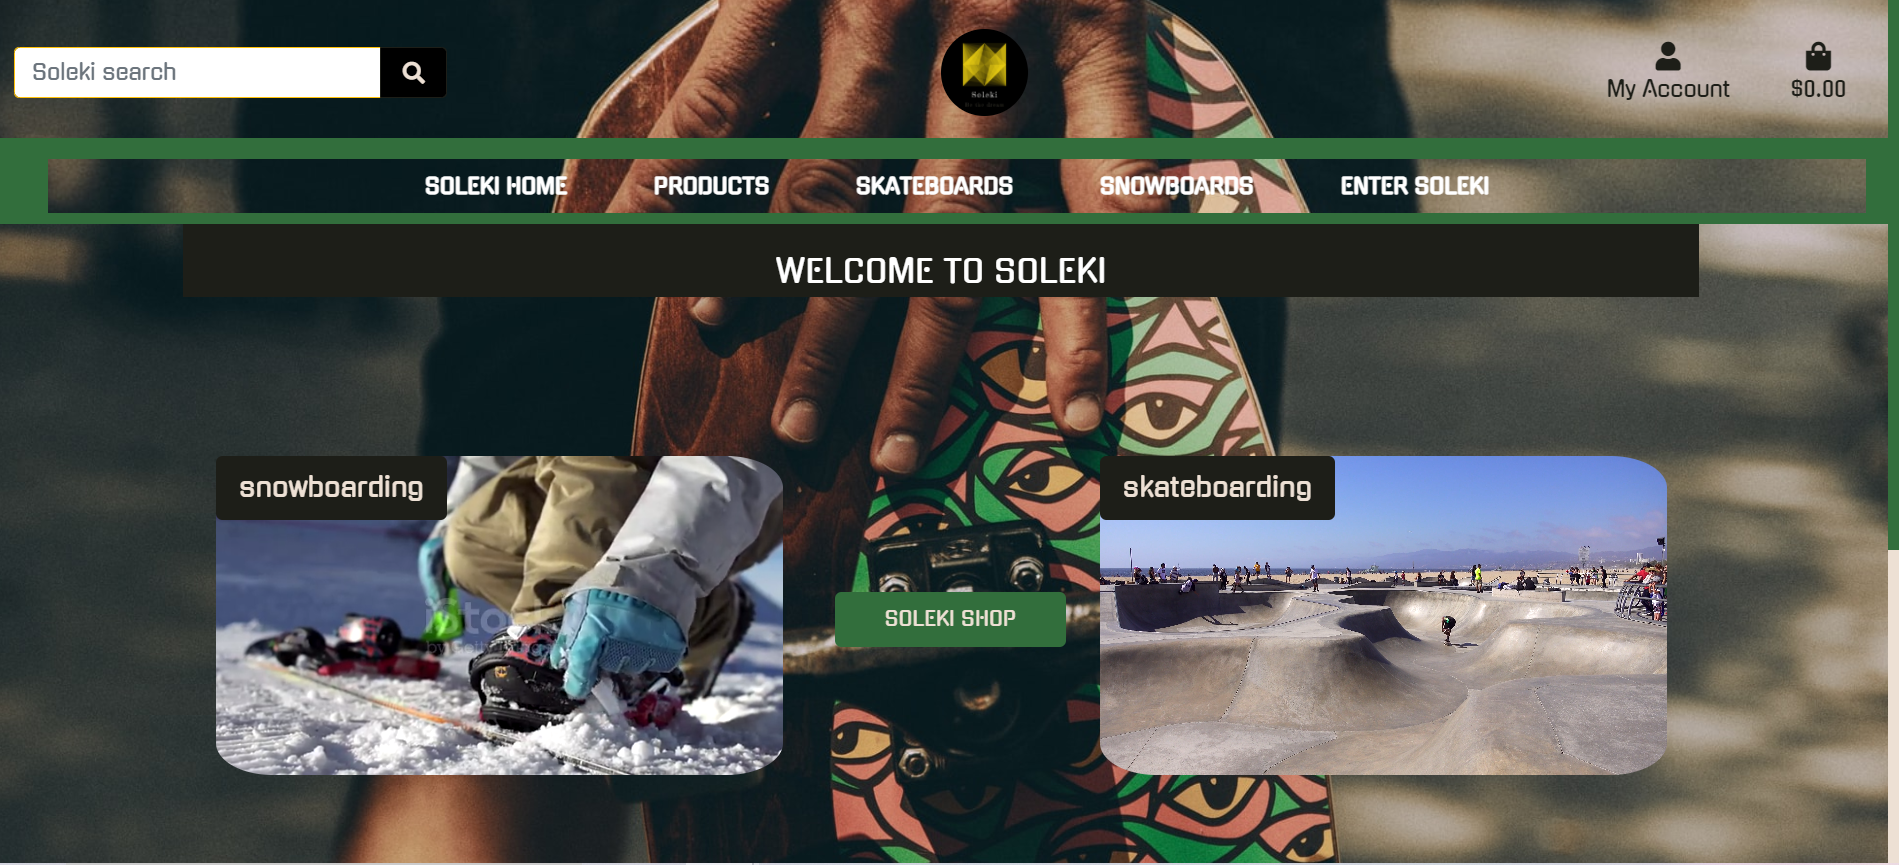 Soleki search
Soleki
My Account
$0.00
SOLEKI HOME
PRODUCTS
SKATEBOARDS
SNOWBOARDS
ENTER SOLEKI
WELCOME TO SOLEKI
snowboarding
skateboarding
iStock
SOLEKI SHOP